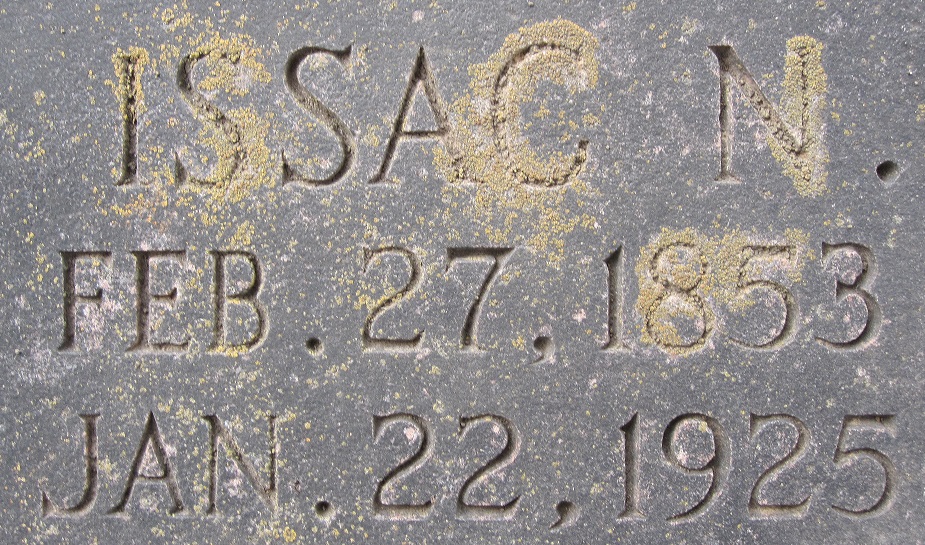 ISSAC N.
FEB. 27, 1853
JAN. 22, 1925